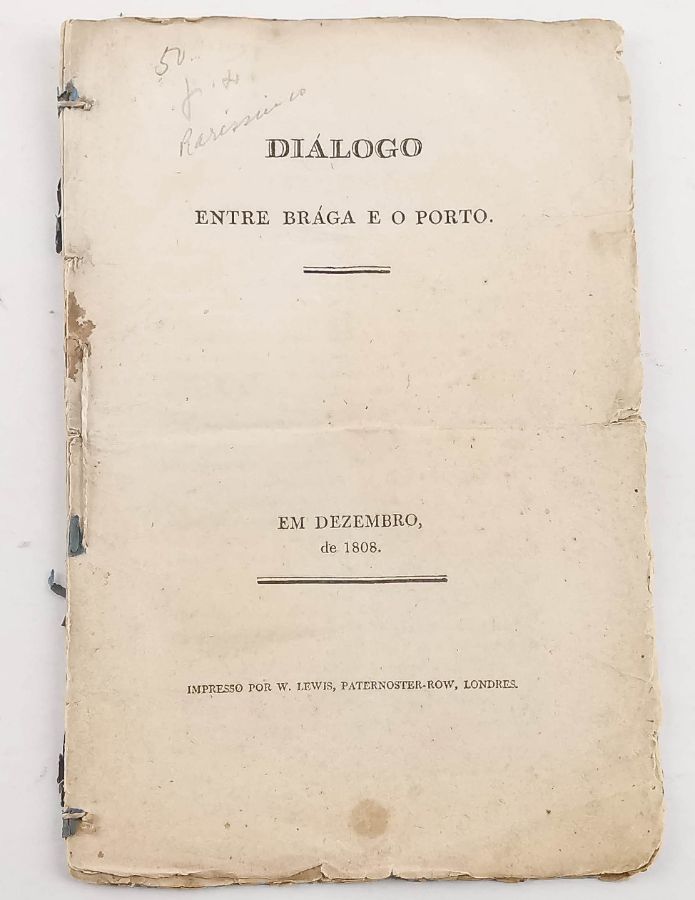 50
Rarissimo
DIÁLOGO
ENTRE BRÁGA E O PORTO.
EM DEZEMBRO,
de 1808.
IMPRESSO POR W. LEWIS, PATERNOSTER-ROW, LONDRES.